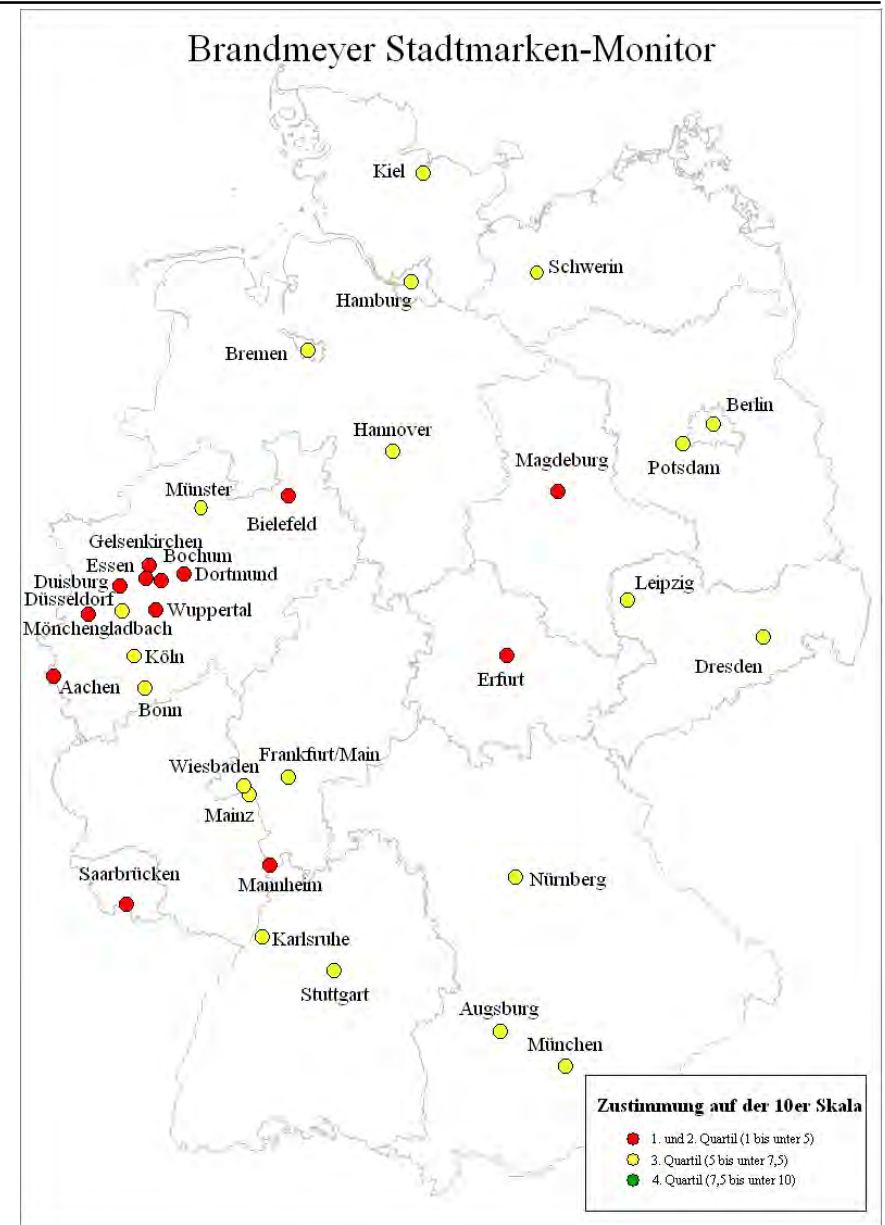 Brandmeyer Stadtmarken-Monitor
Kiel
Schwerin
Hamburg
Bremen
Berlin
Hannover
Potsdam
Magdeburg
Münster
Bielefeld
Gelsenkirchen
Bochum
Essen
Dortmund
Duisburg
Düsseldorf
Wuppertal
Mönchengladbach
Leipzig
Dresden
Köln
Erfurt
Aachen
Bonn
Frankfurt/Main
Wiesbaden
Mainz
Saarbrücken
Mannheim
Nürnberg
Karlsruhe
Stuttgart
Augsburg
München
Zustimmung auf der 10er Skala
1. und 2. Quartil (1 bis unter 5)
3. Quartil (5 bis unter 7,5)
4. Quartil (7,5 bis unter 10)